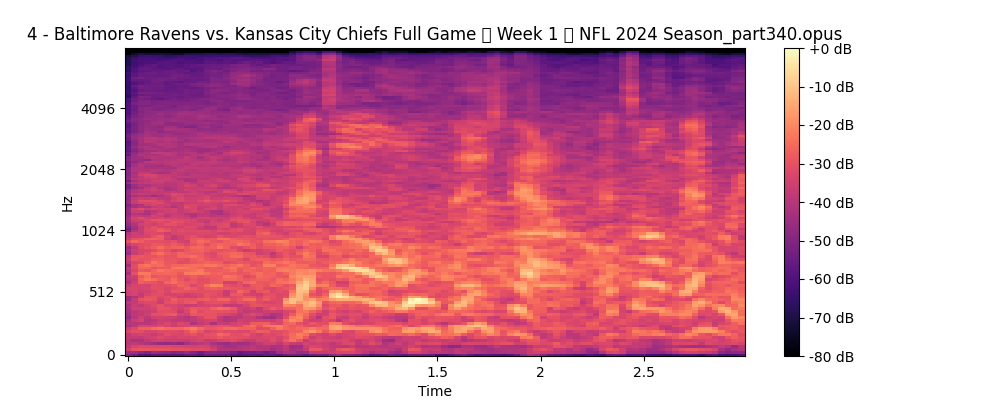 4 - Baltimore Ravens vs. Kansas City Chiefs Full Game ▯ Week 1 ▯ NFL 2024 Season_part340.opus
+0 dB
-10 dB
-20 dB
-30 dB
-40 dB
-50 dB
-60 dB
-70 dB
-80 dB
4096
2048
1024
512
0
Hz
0
0.5
1
1.5
2
2.5
Time